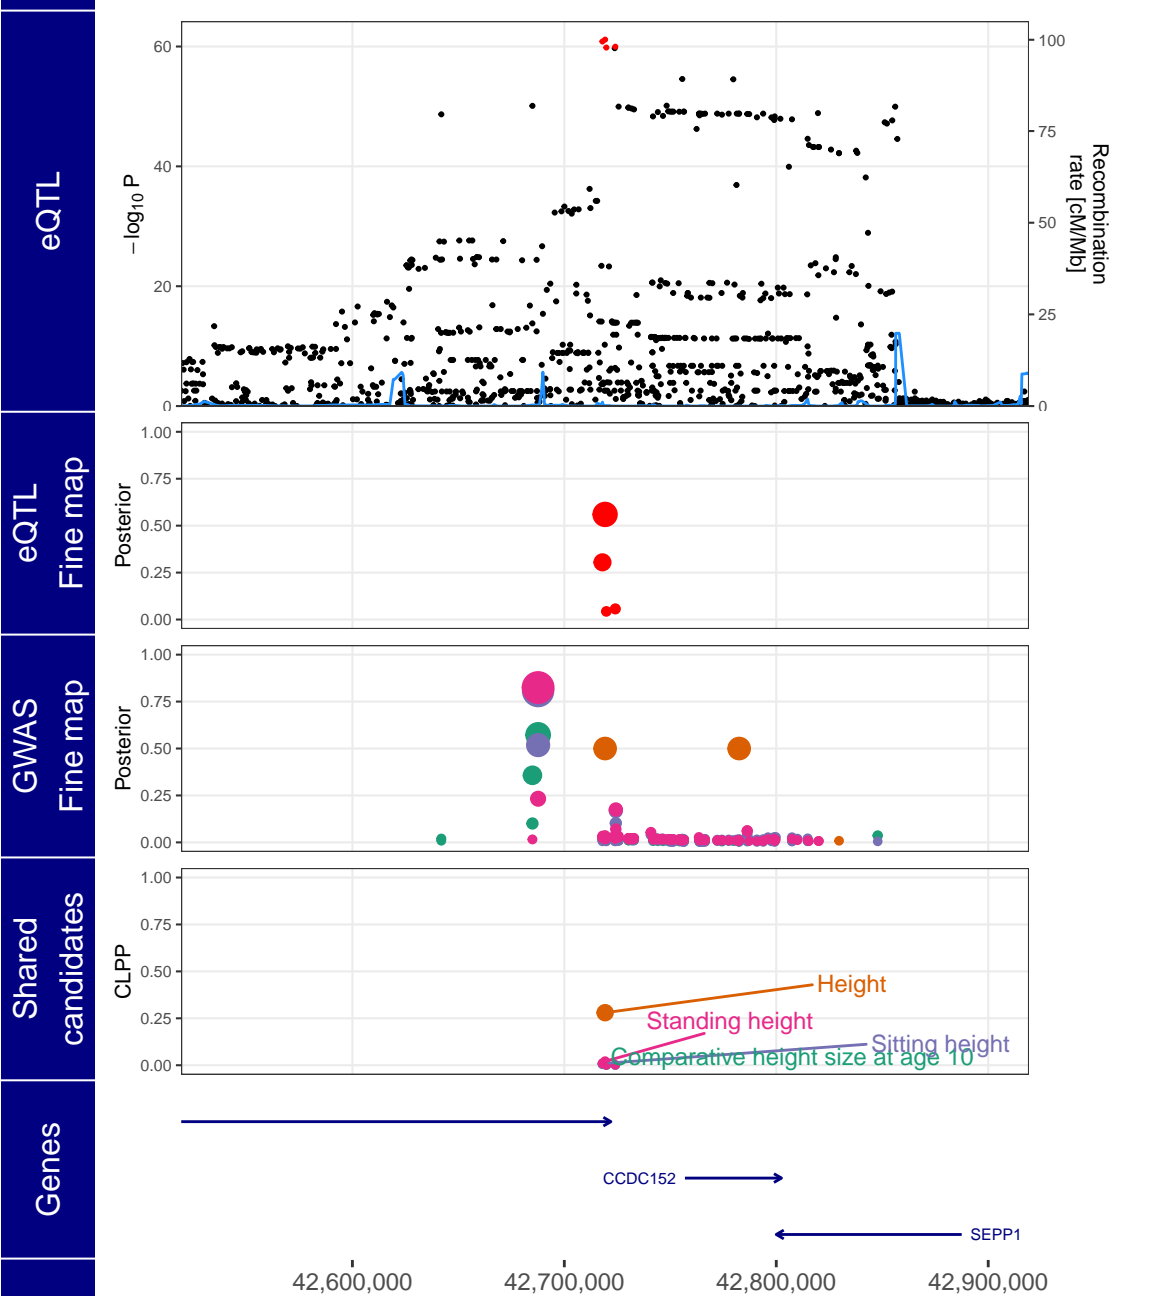 eQTL
−log10 P
60
40
20
0
100
75
50
25
0
Recombination
rate [cM/Mb]
eQTL
Fine map
Posterior
1.00
0.75
0.50
0.25
0.00
GWAS
Fine map
Posterior
1.00
0.75
0.50
0.25
0.00
Shared
candidates
CLPP
1.00
0.75
0.50
0.25
0.00
Height
Standing height
Sitting height
Comparative height size at age 10
Genes
CCDC152
SEPP1
42,600,000
42,700,000
42,800,000
42,900,000